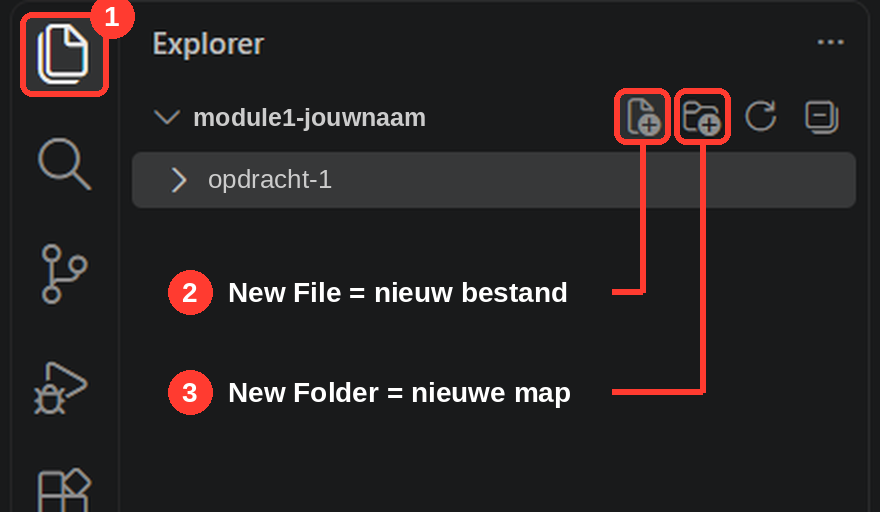 1
Explorer
module1-jouwnaam
opdracht-1
2 New File = nieuw bestand
3 New Folder = nieuwe map